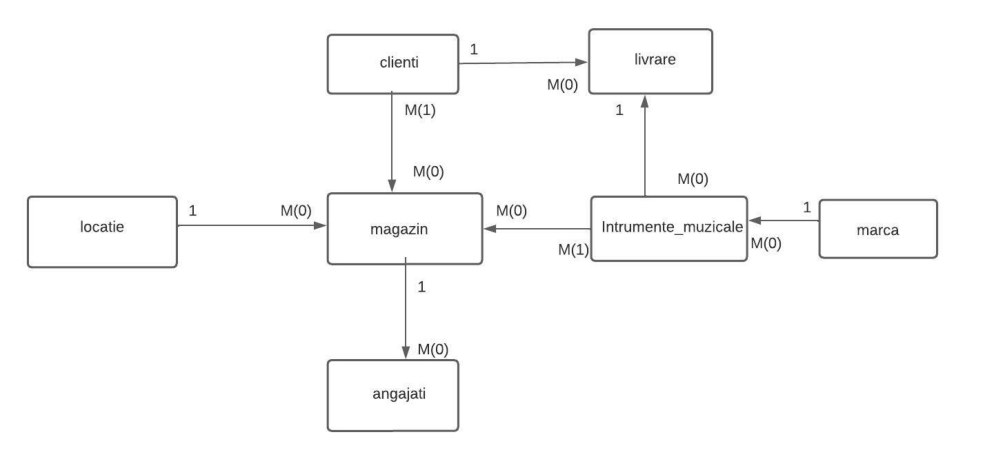 clienti
1
livrare
M(0)
M(1)
1
M(0)
M(0)
locatie
1
M(0)
magazin
M(0)
M(1)
Intrumente_muzicale
1
M(0)
marca
1
M(0)
angajati